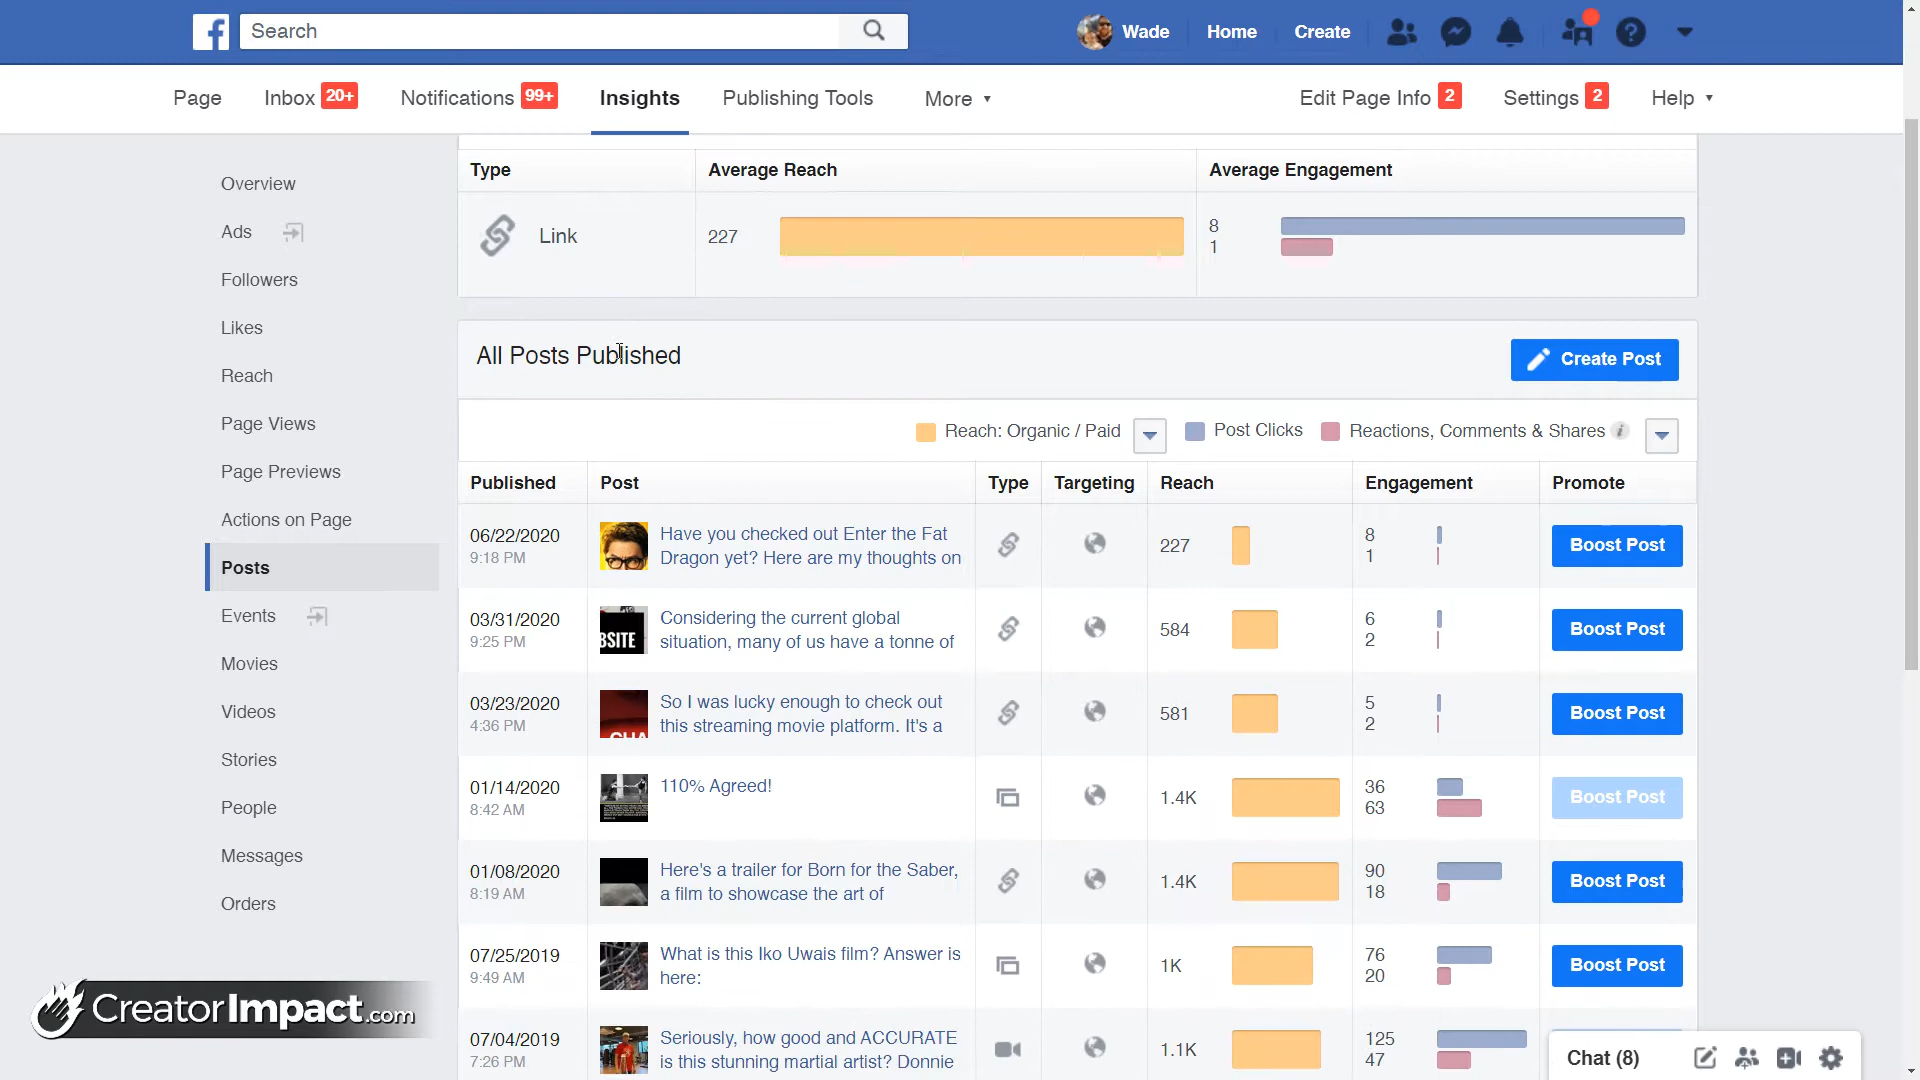 Search
Wade
Home
Create
Page
Inbox 20+
Notifications 99+
Insights
Publishing Tools
More
Edit Page Info 2
Settings 2
Help
Overview
Ads
Followers
Likes
Reach
Page Views
Page Previews
Actions on Page
Posts
Events
Movies
Videos
Stories
People
Messages
Orders
Type Average Reach Average Engagement
Link 227 8
1
All Posts Published
Create Post
Reach: Organic / Paid Post Clicks Reactions, Comments & Shares
Published Post Type Targeting Reach Engagement Promote
06/22/2020
9:18 PM
Have you checked out Enter the Fat
Dragon yet? Here are my thoughts on
227
8
1
Boost Post
03/31/2020
9:25 PM
BSITE
Considering the current global
situation, many of us have a tonne of
584
6
2
Boost Post
03/23/2020
4:36 PM
So I was lucky enough to check out
this streaming movie platform. It's a
581
5
2
Boost Post
01/14/2020
8:42 AM
110% Agreed!
1.4K
36
63
Boost Post
01/08/2020
8:19 AM
Here's a trailer for Born for the Saber,
a film to showcase the art of
1.4K
90
18
Boost Post
07/25/2019
9:49 AM
What is this Iko Uwais film? Answer is
here:
1K
76
20
Boost Post
07/04/2019
7:26 PM
Seriously, how good and ACCURATE
is this stunning martial artist? Donnie
1.1K
125
47
Chat (8)
CreatorImpact.com